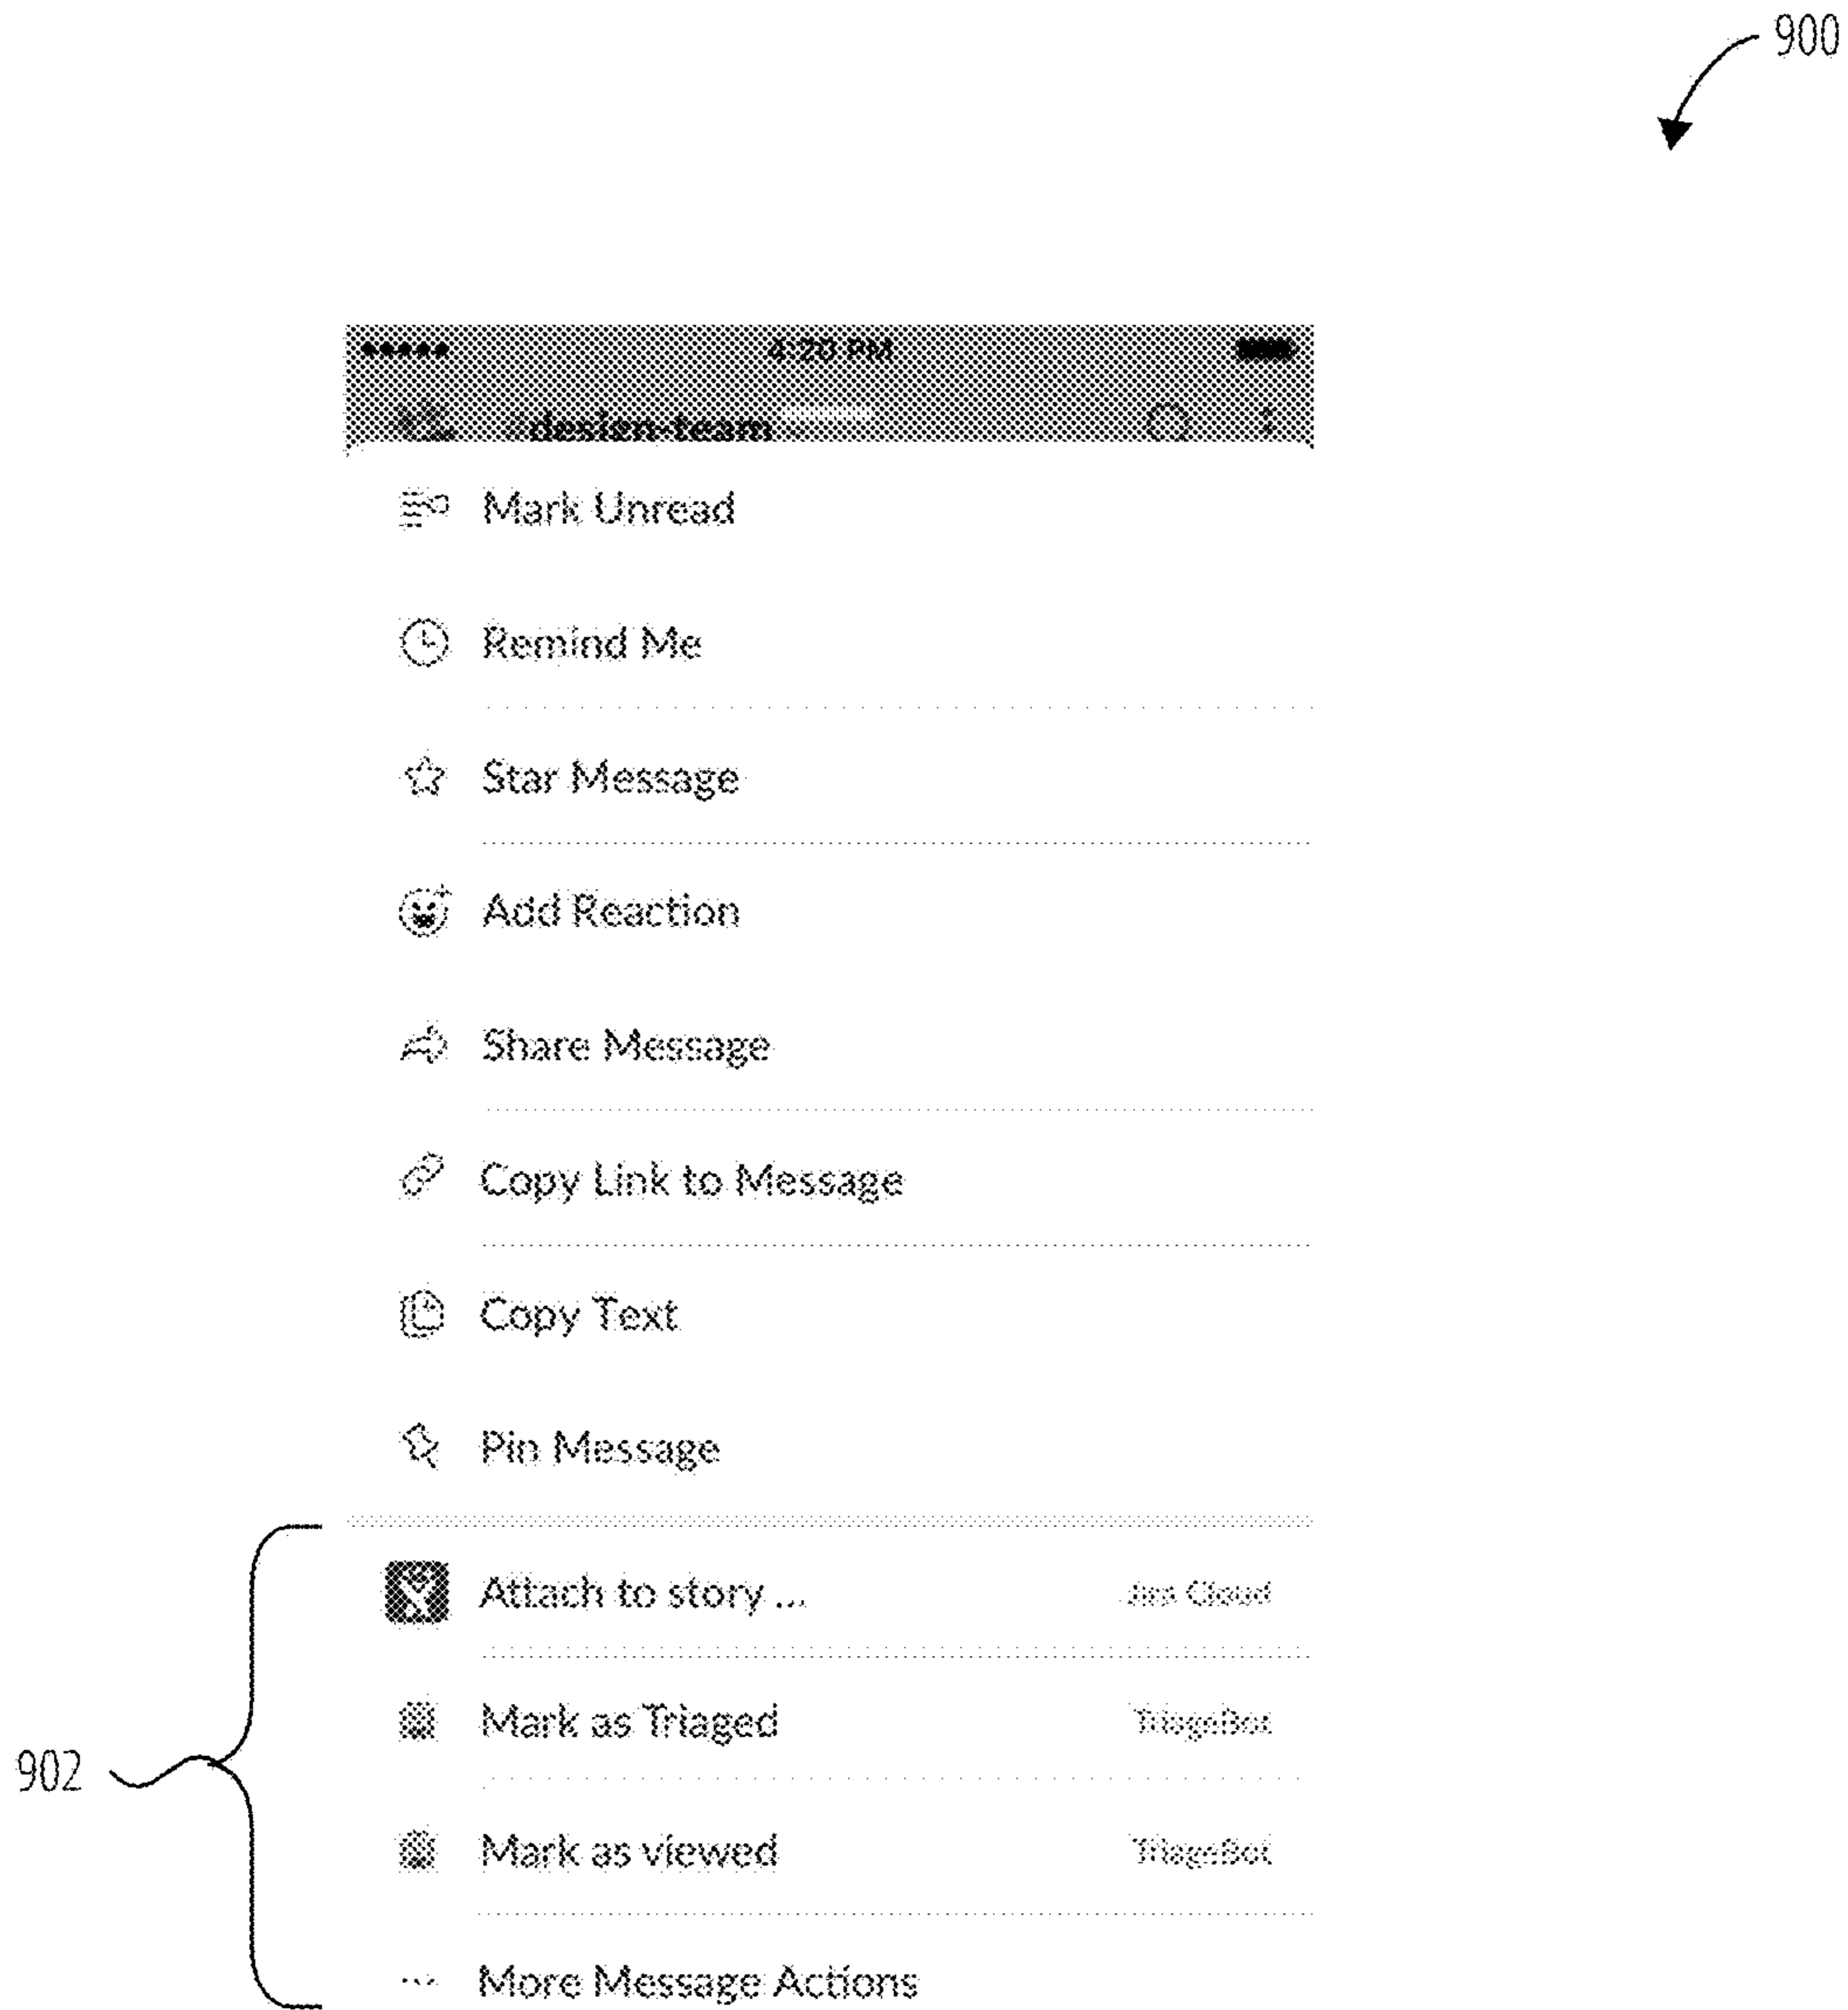 900
4:20 PM
#design-team
Mark Unread
Remind Me
Star Message
Add Reaction
Share Message
Copy Link to Message
Copy Text
Pin Message
Attach to story ... Jira Cloud
Mark as Triaged TriageBot
902
Mark as viewed TriageBot
More Message Actions